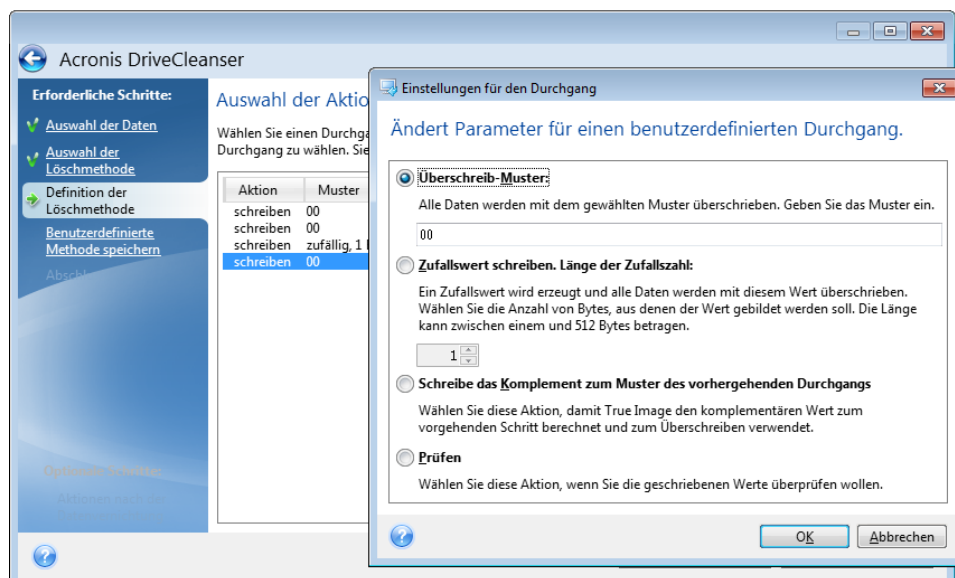 Acronis DriveCleanser
Erforderliche Schritte:
Auswahl der Daten
Auswahl der
Löschmethode
Definition der
Löschmethode
Benutzerdefinierte
Methode speichern
Optionale Schritte:
Aktionen nach der
Auswahl der Aktio
Wählen Sie einen Durchga
Durchgang zu wählen. Sie
Aktion Muster
schreiben 00
schreiben 00
schreiben zufällig, 1
schreiben 00
Einstellungen für den Durchgang
Ändert Parameter für einen benutzerdefinierten Durchgang.
Überschreib-Muster:
Alle Daten werden mit dem gewählten Muster überschrieben. Geben Sie das Muster ein.
00
Zufallswert schreiben. Länge der Zufallszahl:
Ein Zufallswert wird erzeugt und alle Daten werden mit diesem Wert überschrieben.
Wählen Sie die Anzahl von Bytes, aus denen der Wert gebildet werden soll. Die Länge
kann zwischen einem und 512 Bytes betragen.
1
Schreibe das Komplement zum Muster des vorhergehenden Durchgangs
Wählen Sie diese Aktion, damit True Image den komplementären Wert zum
vorgehenden Schritt berechnet und zum Überschreiben verwendet.
Prüfen
Wählen Sie diese Aktion, wenn Sie die geschriebenen Werte überprüfen wollen.
OK Abbrechen